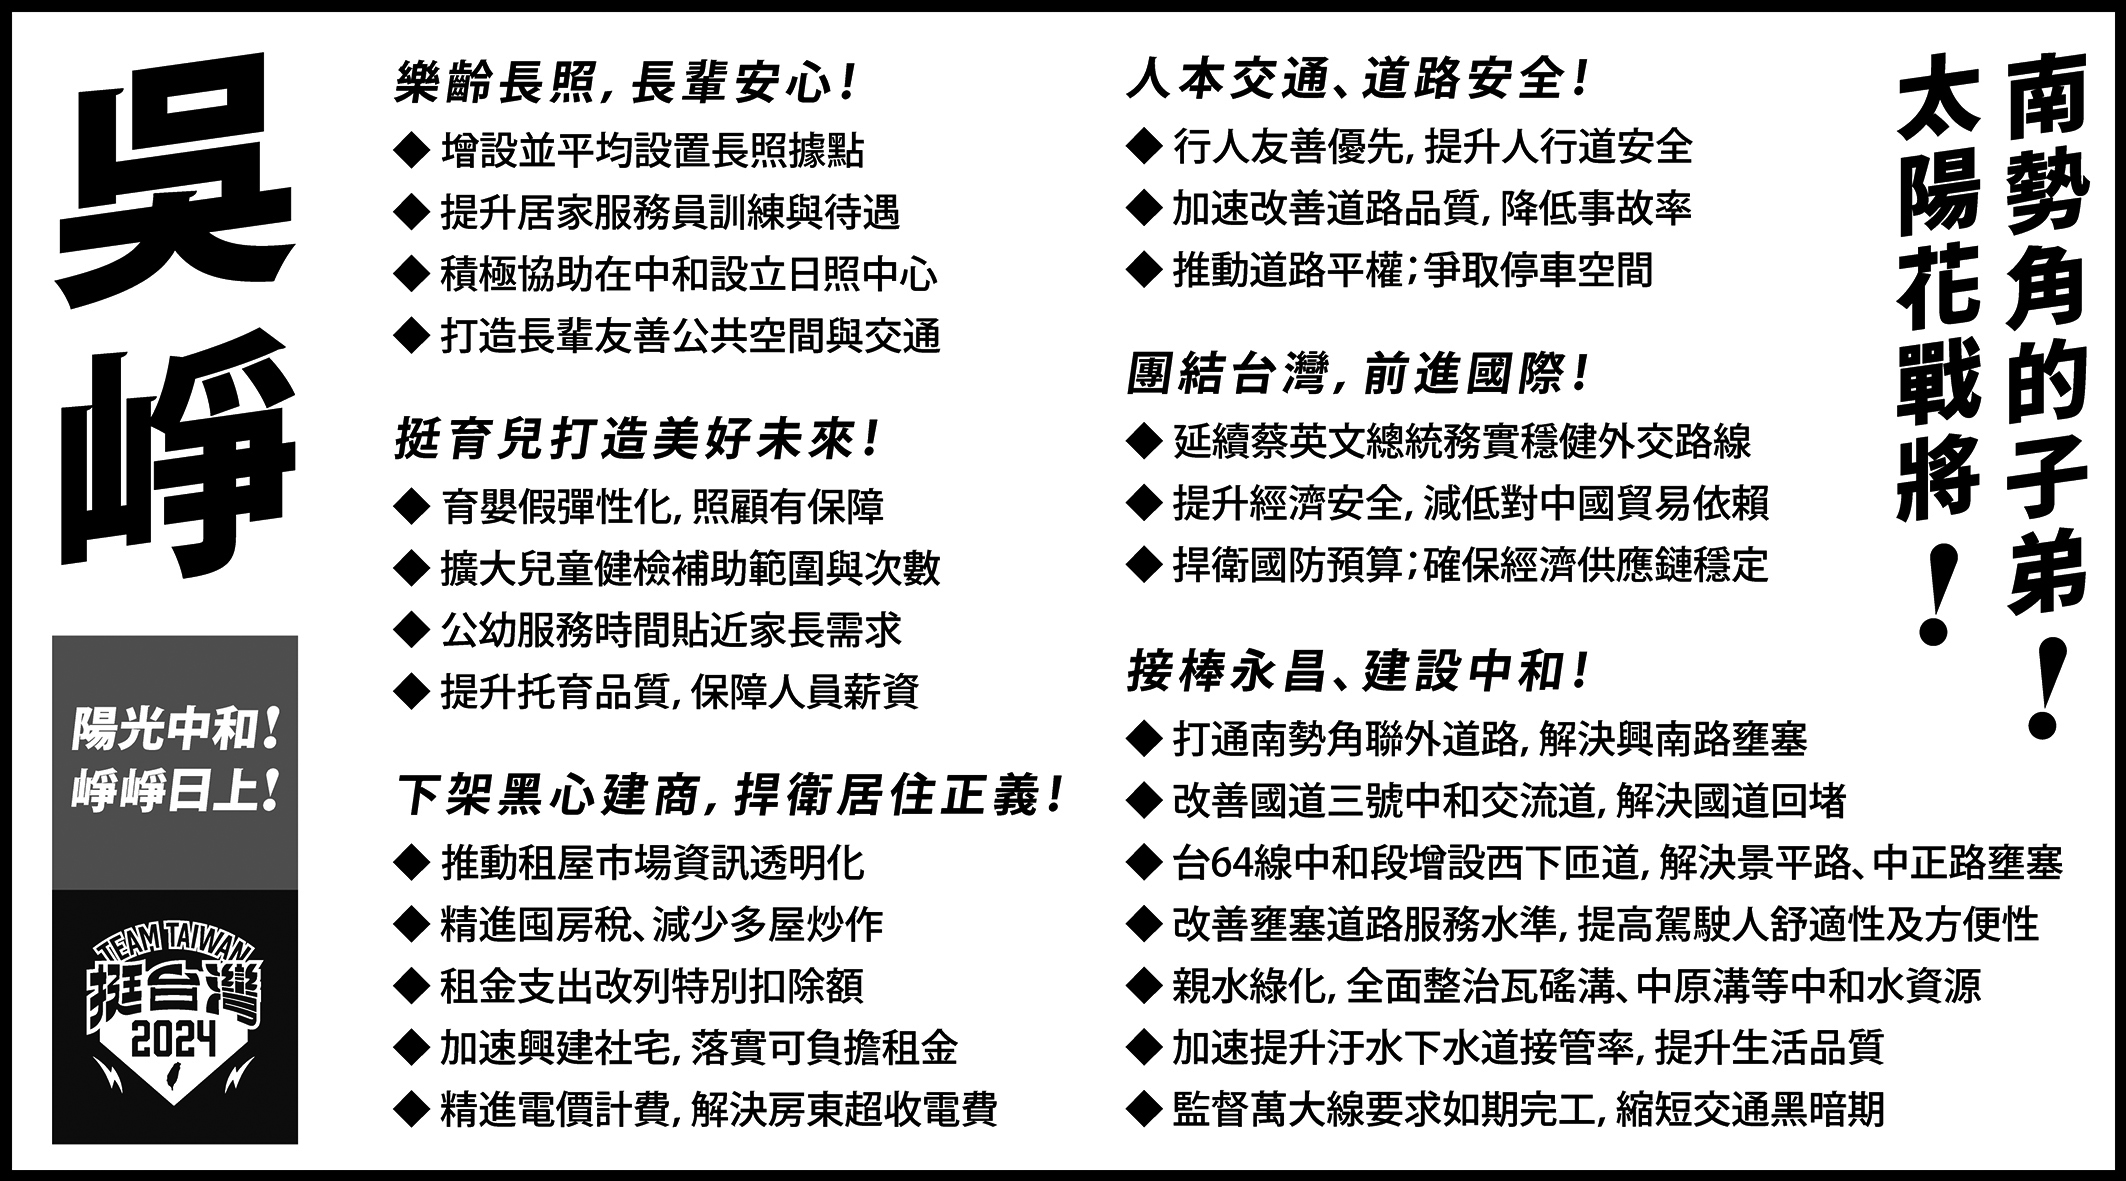 吳崢
陽光中和!
崢崢日上!
TEAM TAIWAN
挺台灣
2024
樂齡長照,長輩安心!
◆ 增設並平均設置長照據點
◆ 提升居家服務員訓練與待遇
◆ 積極協助在中和設立日照中心
◆ 打造長輩友善公共空間與交通
挺育兒打造美好未來!
◆ 育嬰假彈性化,照顧有保障
◆ 擴大兒童健檢補助範圍與次數
◆ 公幼服務時間貼近家長需求
◆ 提升托育品質,保障人員薪資
下架黑心建商,捍衛居住正義!
◆ 推動租屋市場資訊透明化
◆ 精進囤房稅、減少多屋炒作
◆ 租金支出改列特別扣除額
◆ 加速興建社宅,落實可負擔租金
◆ 精進電價計費,解決房東超收電費
人本交通、道路安全!
◆ 行人友善優先,提升人行道安全
◆ 加速改善道路品質,降低事故率
◆ 推動道路平權;爭取停車空間
團結台灣,前進國際!
◆ 延續蔡英文總統務實穩健外交路線
◆ 提升經濟安全,減低對中國貿易依賴
◆ 捍衛國防預算;確保經濟供應鏈穩定
接棒永昌、建設中和!
◆ 打通南勢角聯外道路,解決興南路壅塞
◆ 改善國道三號中和交流道,解決國道回堵
◆ 台64線中和段增設西下匝道,解決景平路、中正路壅塞
◆ 改善壅塞道路服務水準,提高駕駛人舒適性及方便性
◆ 親水綠化,全面整治瓦磘溝、中原溝等中和水資源
◆ 加速提升汙水下水道接管率,提升生活品質
◆ 監督萬大線要求如期完工,縮短交通黑暗期
南勢角的子弟!
太陽花戰將!